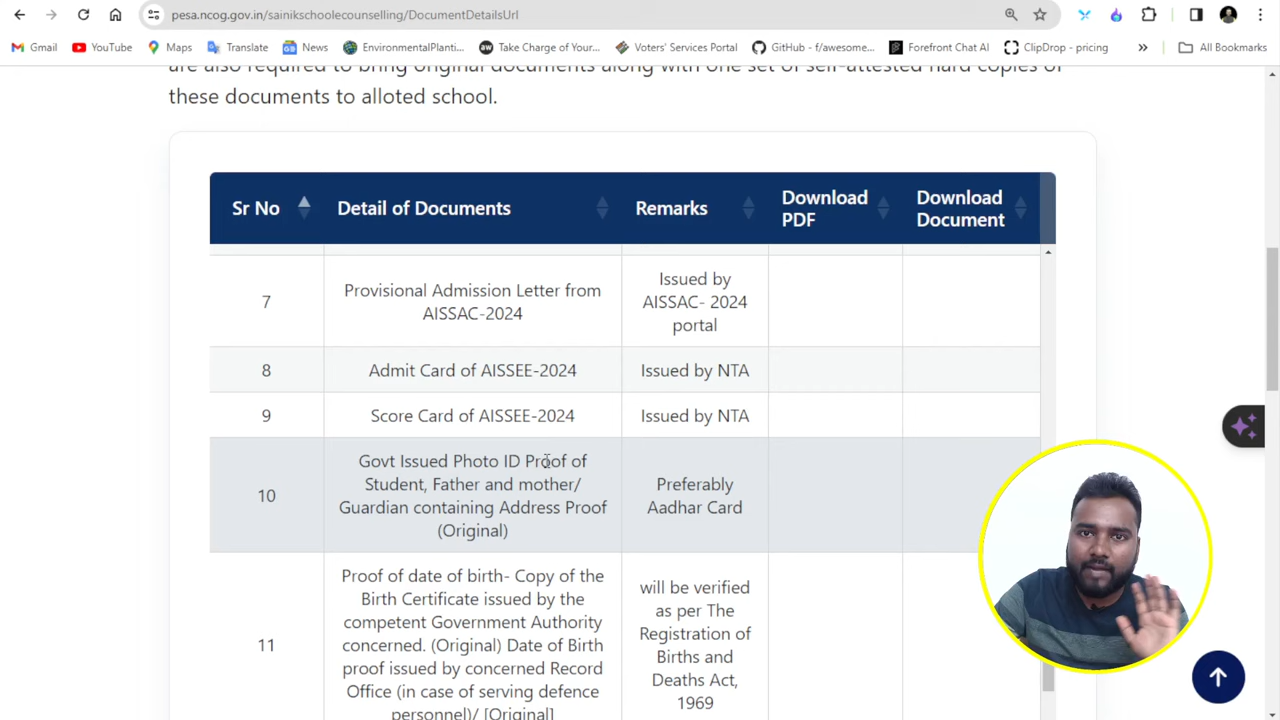 pesa.ncog.gov.in/sainikschoolecounselling/DocumentDetailsUrl
Gmail YouTube Maps Translate News EnvironmentalPlanti... Take Charge of Your... Voters' Services Portal GitHub - f/awesome... Forefront Chat AI ClipDrop - pricing » All Bookmarks
are also required to bring original documents along with one set of self-attested hard copies of
these documents to alloted school.
Sr No Detail of Documents Remarks Download PDF Download Document
7
Provisional Admission Letter from
AISSAC-2024
Issued by
AISSAC- 2024
portal
8 Admit Card of AISSEE-2024 Issued by NTA
9 Score Card of AISSEE-2024 Issued by NTA
10
Govt Issued Photo ID Proof of
Student, Father and mother/
Guardian containing Address Proof
(Original)
Preferably
Aadhar Card
11
Proof of date of birth- Copy of the
Birth Certificate issued by the
competent Government Authority
concerned. (Original) Date of Birth
proof issued by concerned Record
Office (in case of serving defence
personnel)/ [Original]
will be verified
as per The
Registration of
Births and
Deaths Act,
1969